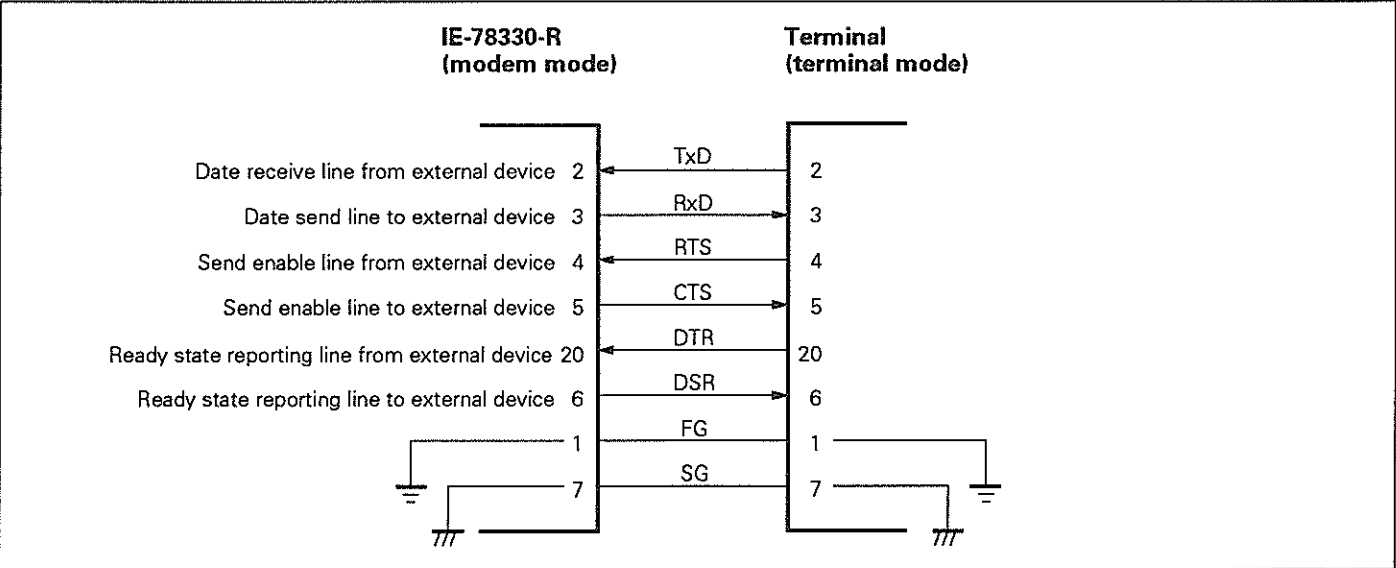 IE-78330-R
(modem mode)
Terminal
(terminal mode)
Date receive line from external device 2 TxD 2
Date send line to external device 3 RxD 3
Send enable line from external device 4 RTS 4
Send enable line to external device 5 CTS 5
Ready state reporting line from external device 20 DTR 20
Ready state reporting line to external device 6 DSR 6
1 FG 1
7 SG 7